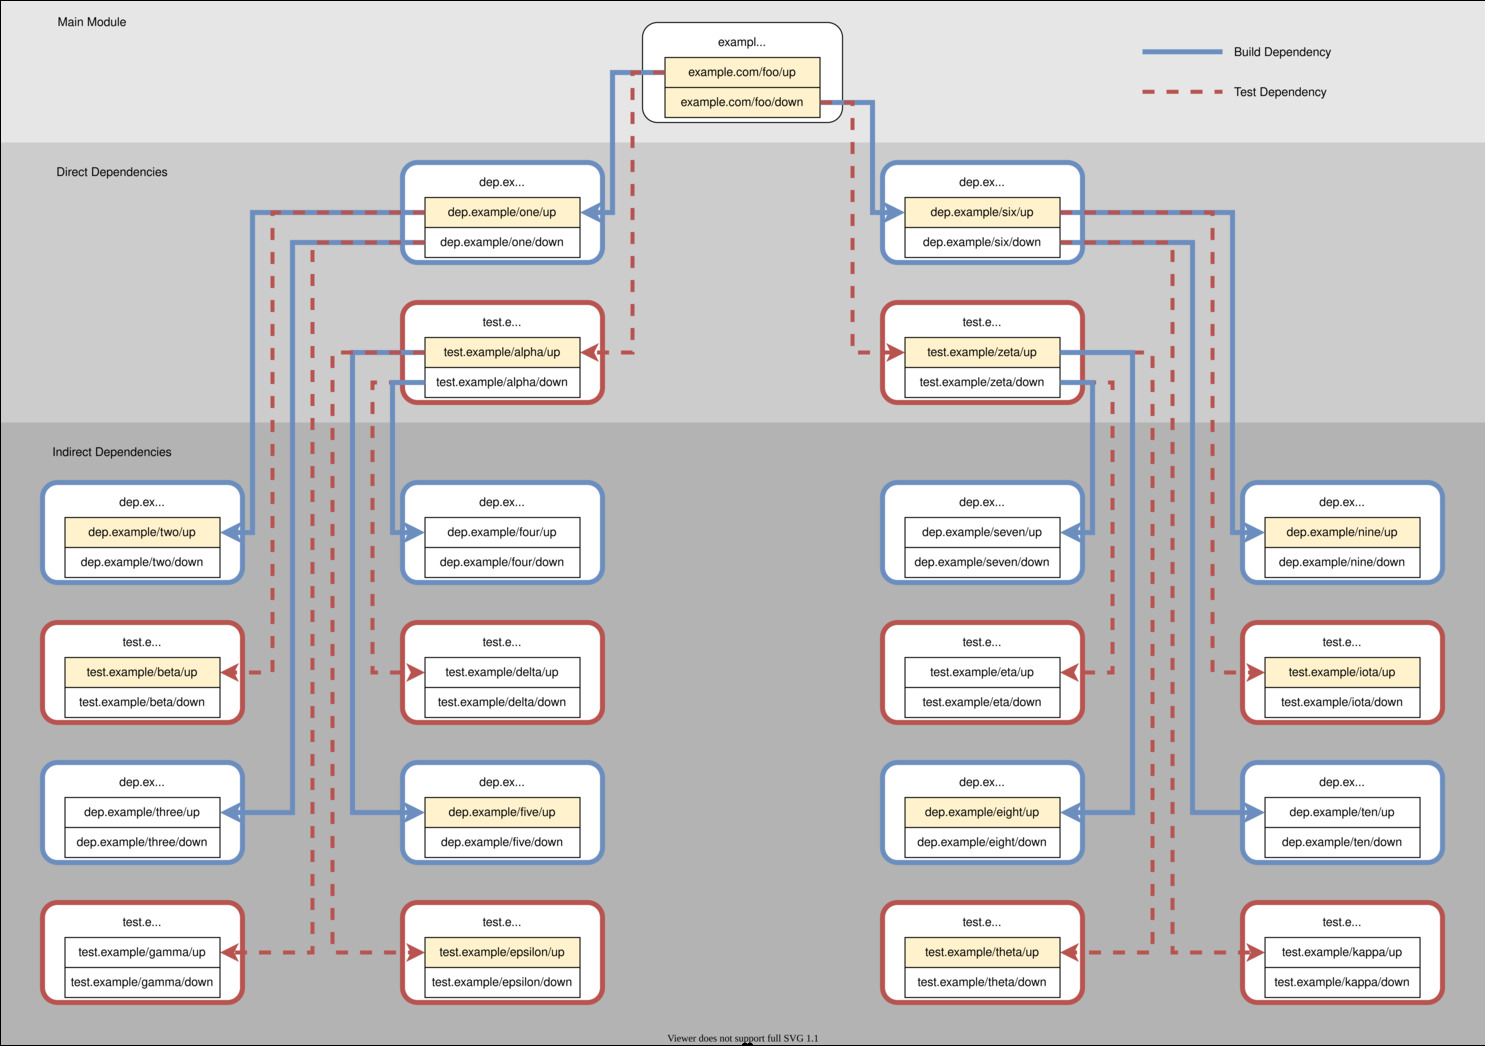 Main Module
exampl...
example.com/foo/up
example.com/foo/down
Build Dependency
Test Dependency
Direct Dependencies
dep.ex...
dep.example/one/up
dep.example/one/down
dep.ex...
dep.example/six/up
dep.example/six/down
test.e...
test.example/alpha/up
test.example/alpha/down
test.e...
test.example/zeta/up
test.example/zeta/down
Indirect Dependencies
dep.ex...
dep.example/two/up
dep.example/two/down
dep.ex...
dep.example/four/up
dep.example/four/down
dep.ex...
dep.example/seven/up
dep.example/seven/down
dep.ex...
dep.example/nine/up
dep.example/nine/down
test.e...
test.example/beta/up
test.example/beta/down
test.e...
test.example/delta/up
test.example/delta/down
test.e...
test.example/eta/up
test.example/eta/down
test.e...
test.example/iota/up
test.example/iota/down
dep.ex...
dep.example/three/up
dep.example/three/down
dep.ex...
dep.example/five/up
dep.example/five/down
dep.ex...
dep.example/eight/up
dep.example/eight/down
dep.ex...
dep.example/ten/up
dep.example/ten/down
test.e...
test.example/gamma/up
test.example/gamma/down
test.e...
test.example/epsilon/up
test.example/epsilon/down
test.e...
test.example/theta/up
test.example/theta/down
test.e...
test.example/kappa/up
test.example/kappa/down
Viewer does not support full SVG 1.1